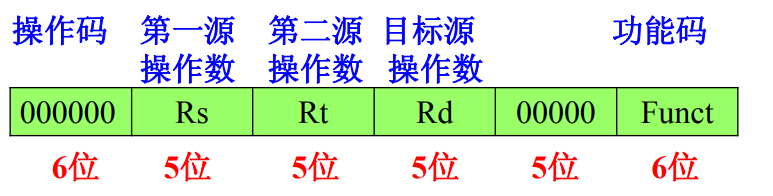 操作码 第一源操作数 第二源操作数 目标源操作数 功能码
000000 Rs Rt Rd 00000 Funct
6位 5位 5位 5位 5位 6位